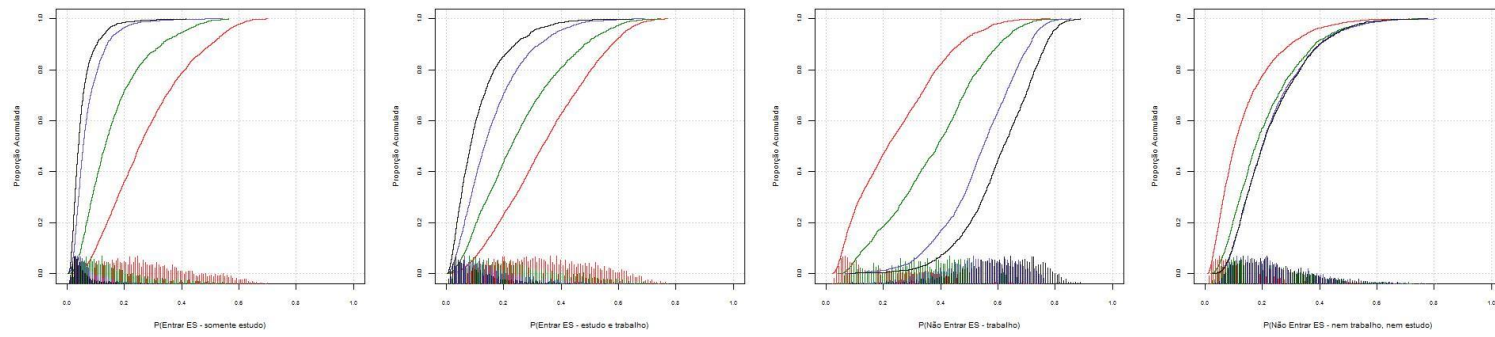 Proporção Acumulada
0.0 0.2 0.4 0.6 0.8 1.0
0.0 0.2 0.4 0.6 0.8 1.0
P(Entrar ES - somente estudo)
Proporção Acumulada
0.0 0.2 0.4 0.6 0.8 1.0
0.0 0.2 0.4 0.6 0.8 1.0
P(Entrar ES - estudo e trabalho)
Proporção Acumulada
0.0 0.2 0.4 0.6 0.8 1.0
0.0 0.2 0.4 0.6 0.8 1.0
P(Não Entrar ES - trabalho)
Proporção Acumulada
0.0 0.2 0.4 0.6 0.8 1.0
0.0 0.2 0.4 0.6 0.8 1.0
P(Não Entrar ES - nem trabalho, nem estudo)